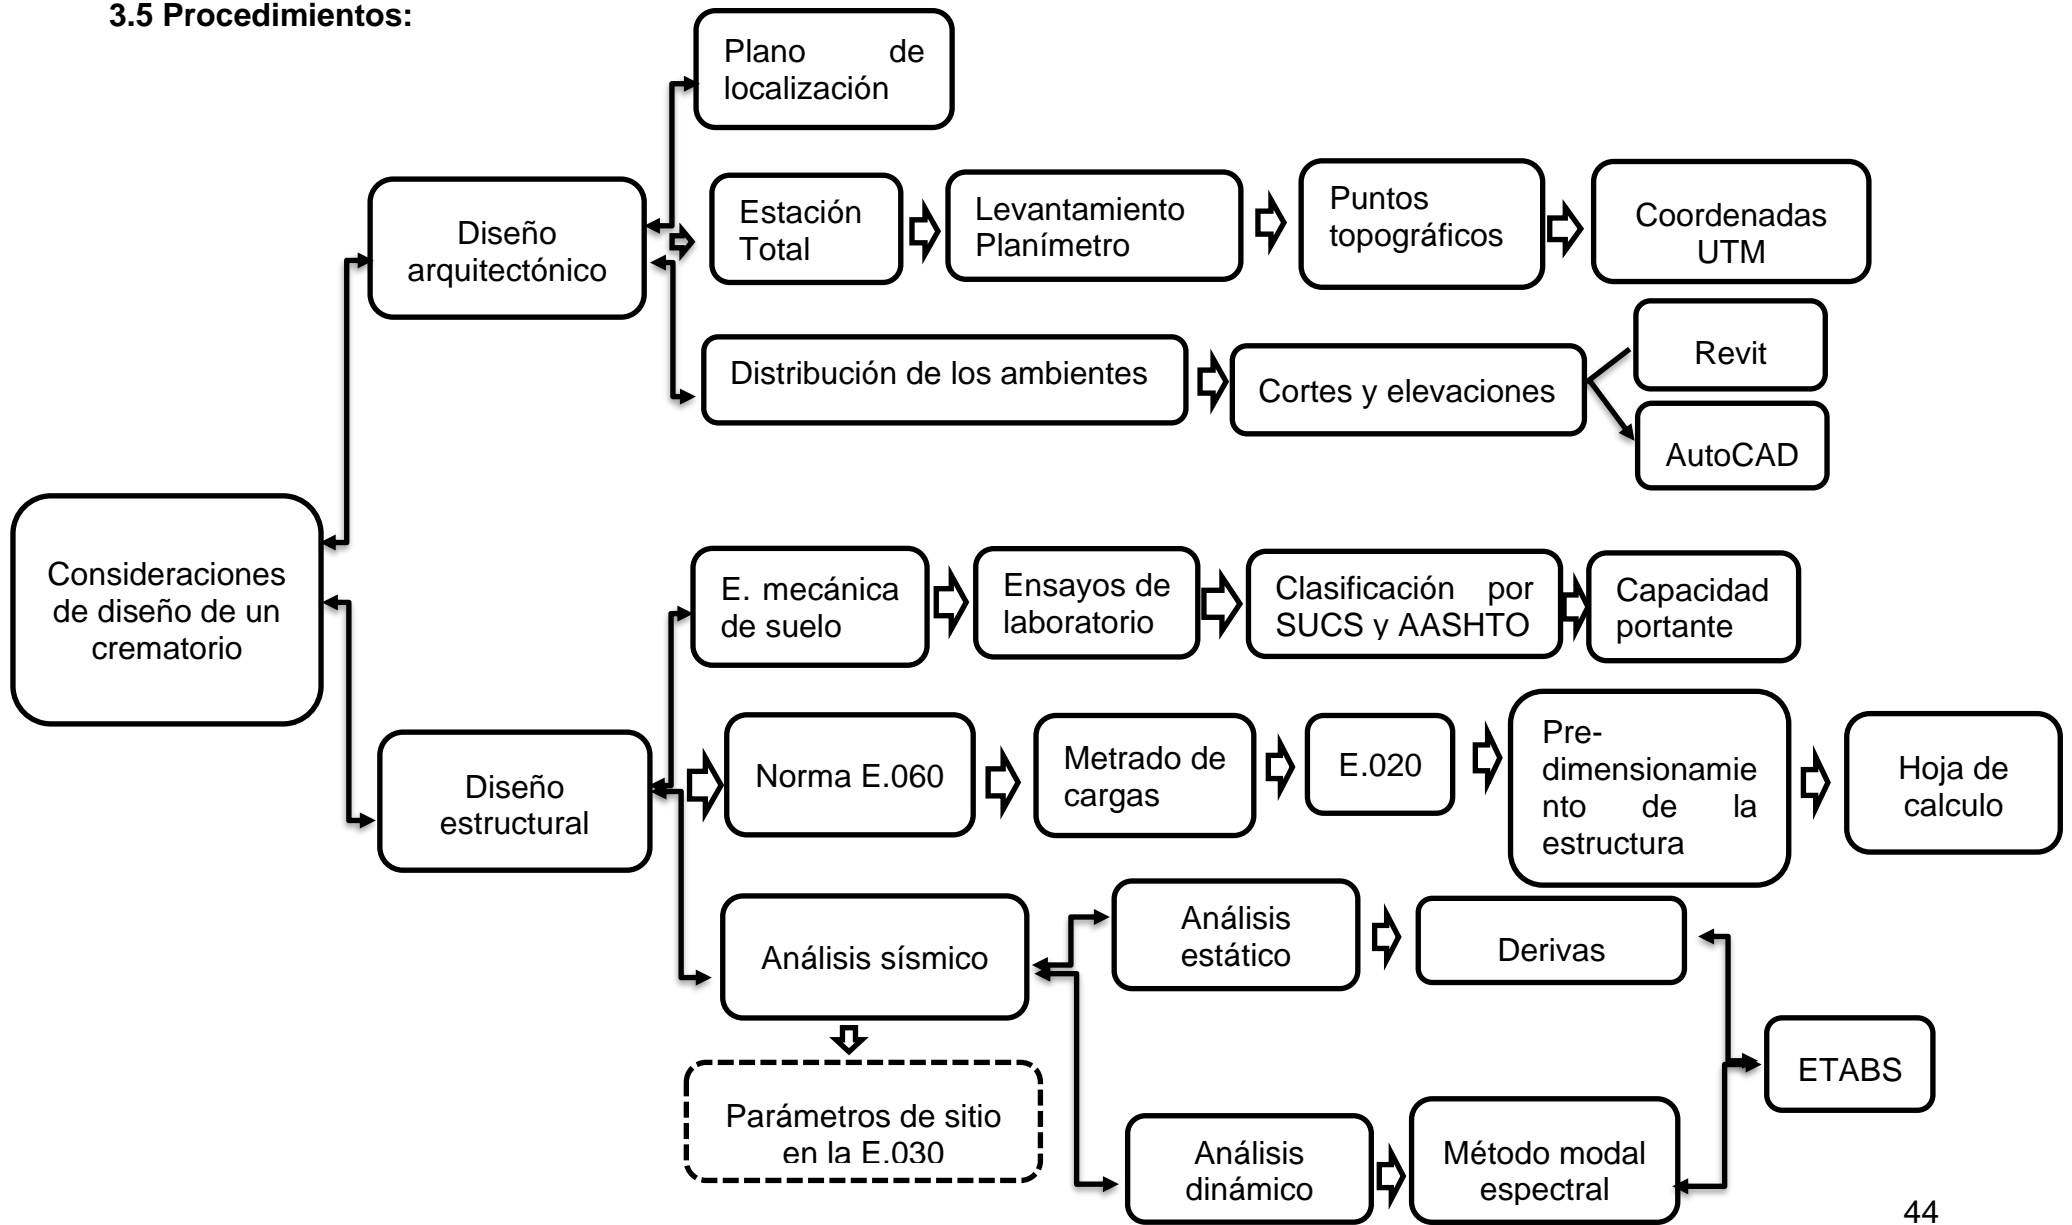 3.5 Procedimientos:
Plano de
localización
Diseño
arquitectónico
Estación
Total
Levantamiento
Planímetro
Puntos
topográficos
Coordenadas
UTM
Distribución de los ambientes
Cortes y elevaciones
Revit
AutoCAD
Consideraciones
de diseño de un
crematorio
E. mecánica
de suelo
Ensayos de
laboratorio
Clasificación por
SUCS y AASHTO
Capacidad
portante
Diseño
estructural
Norma E.060
Metrado de
cargas
E.020
Pre-
dimensionamie
nto de la
estructura
Hoja de
calculo
Análisis sísmico
Análisis
estático
Derivas
ETABS
Parámetros de sitio
en la E.030
Análisis
dinámico
Método modal
espectral
44